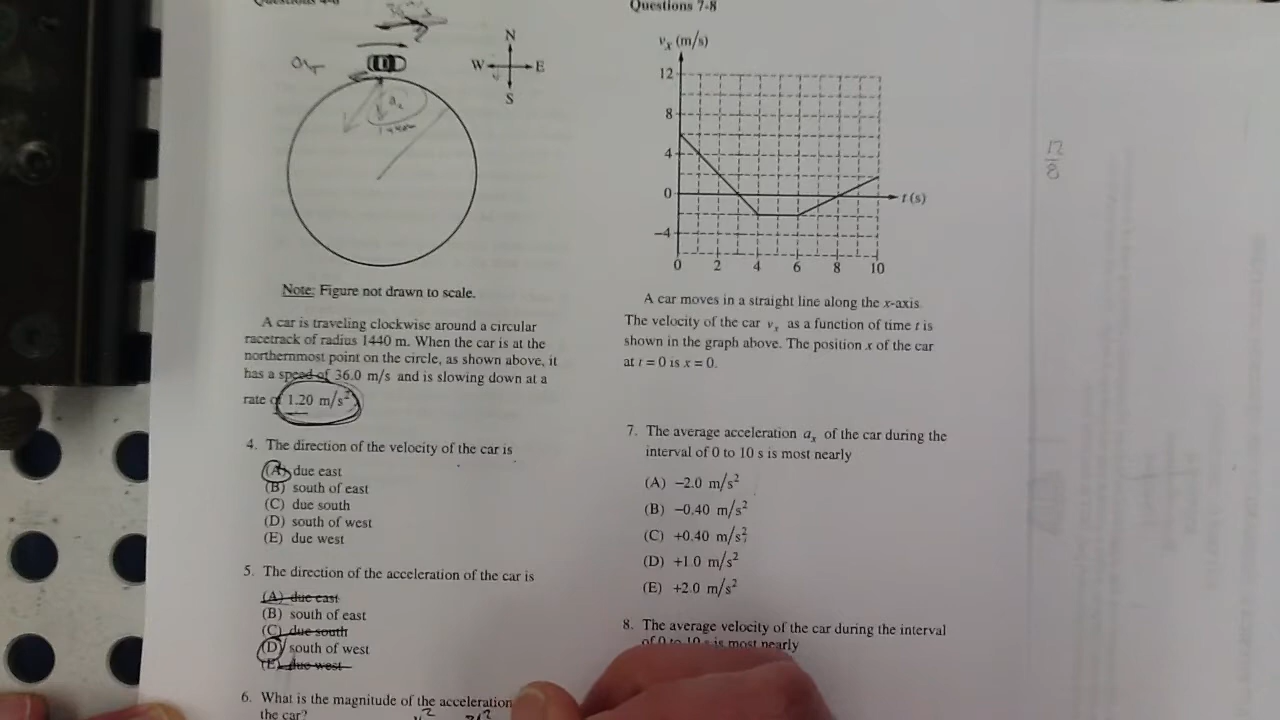 Questions 4-6
N
W
E
S
Note: Figure not drawn to scale.
A car is traveling clockwise around a circular
racetrack of radius 1440 m. When the car is at the
northernmost point on the circle, as shown above, it
has a speed of 36.0 m/s and is slowing down at a
rate of 1.20 m/s²
4. The direction of the velocity of the car is
(A) due east
(B) south of east
(C) due south
(D) south of west
(E) due west
5. The direction of the acceleration of the car is
(A) due east
(B) south of east
(C) due south
(D) south of west
(E) due west
6. What is the magnitude of the acceleration
the car?
Questions 7-8
vₓ (m/s)
12
8
4
0
−4
0 2 4 6 8 10
t (s)
A car moves in a straight line along the x-axis.
The velocity of the car vₓ as a function of time t is
shown in the graph above. The position x of the car
at t = 0 is x = 0.
7. The average acceleration aₓ of the car during the
interval of 0 to 10 s is most nearly
(A) −2.0 m/s²
(B) −0.40 m/s²
(C) +0.40 m/s²
(D) +1.0 m/s²
(E) +2.0 m/s²
8. The average velocity of the car during the interval
of 0 to 10 s is most nearly